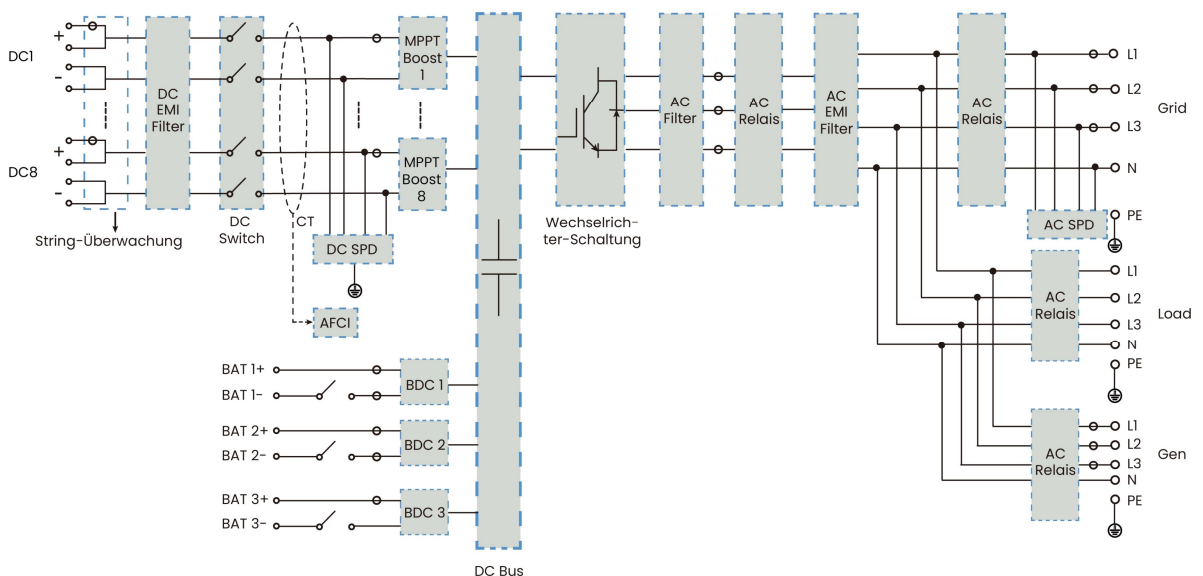 DC1
+
-
DC8
+
-
String-Überwachung
DC
EMI
Filter
DC
Switch
CT
DC SPD
AFCI
MPPT
Boost
1
MPPT
Boost
8
BAT 1+
BAT 1-
BDC 1
BAT 2+
BAT 2-
BDC 2
BAT 3+
BAT 3-
BDC 3
DC Bus
Wechselrich-
ter-Schaltung
AC
Filter
AC
Relais
AC
EMI
Filter
AC
Relais
AC SPD
L1
L2
L3
N
PE
Grid
AC
Relais
L1
L2
L3
N
PE
Load
AC
Relais
L1
L2
L3
N
PE
Gen